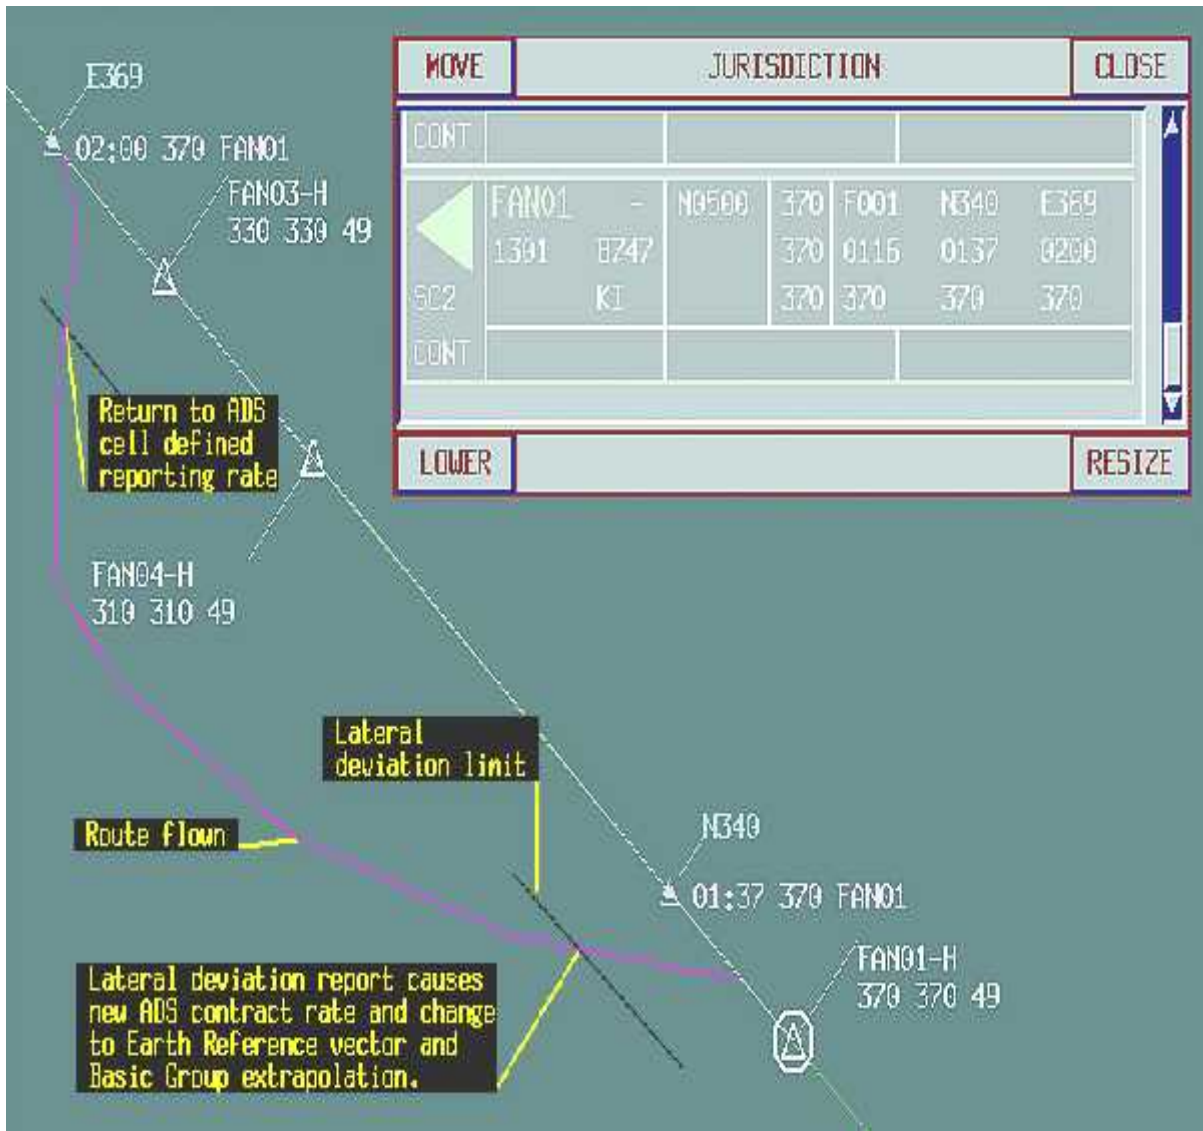 E369
02:00 370 FAN01
FAN03-H
330 330 49
MOVE JURISDICTION CLOSE
CONT
FAN01 - N0500 370 F001 N340 E369
1301 B747 370 0116 0137 0200
SC2 KI 370 370 370 370
CONT
LOWER RESIZE
Return to ADS
cell defined
reporting rate
FAN04-H
310 310 49
Lateral
deviation limit
Route flown
N340
01:37 370 FAN01
FAN01-H
370 370 49
Lateral deviation report causes
new ADS contract rate and change
to Earth Reference vector and
Basic Group extrapolation.